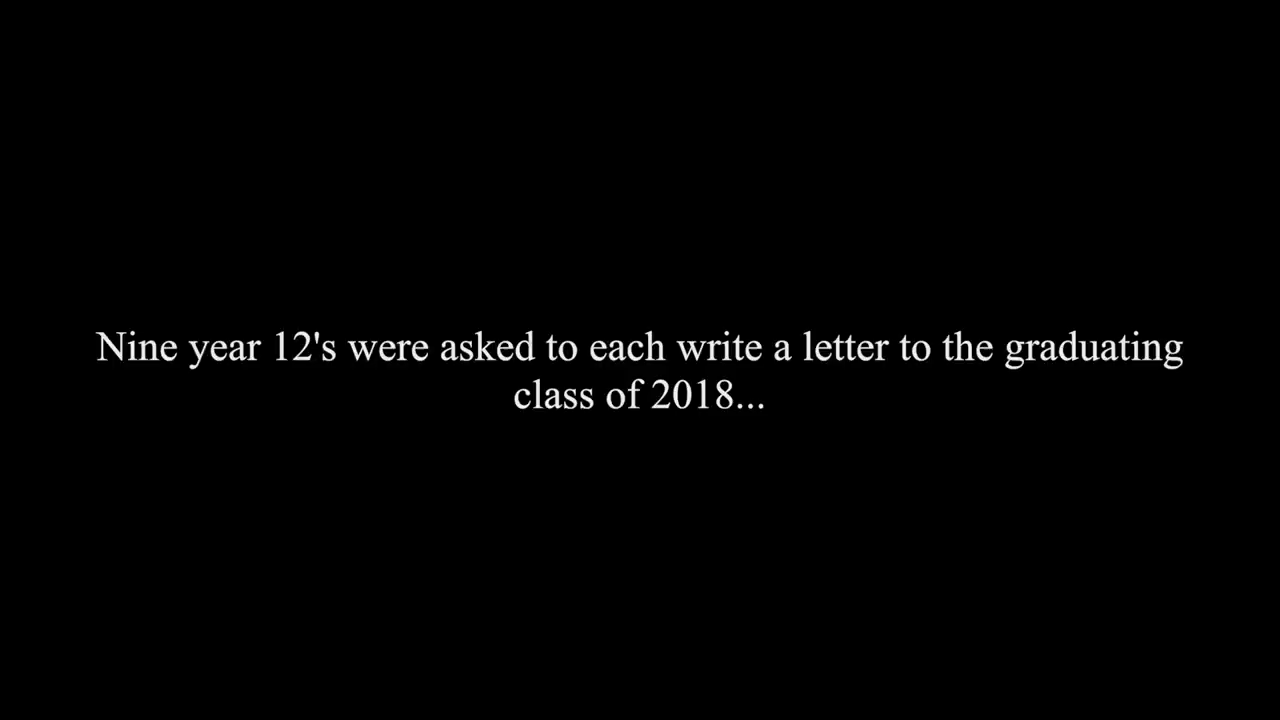 Nine year 12's were asked to each write a letter to the graduating
class of 2018...